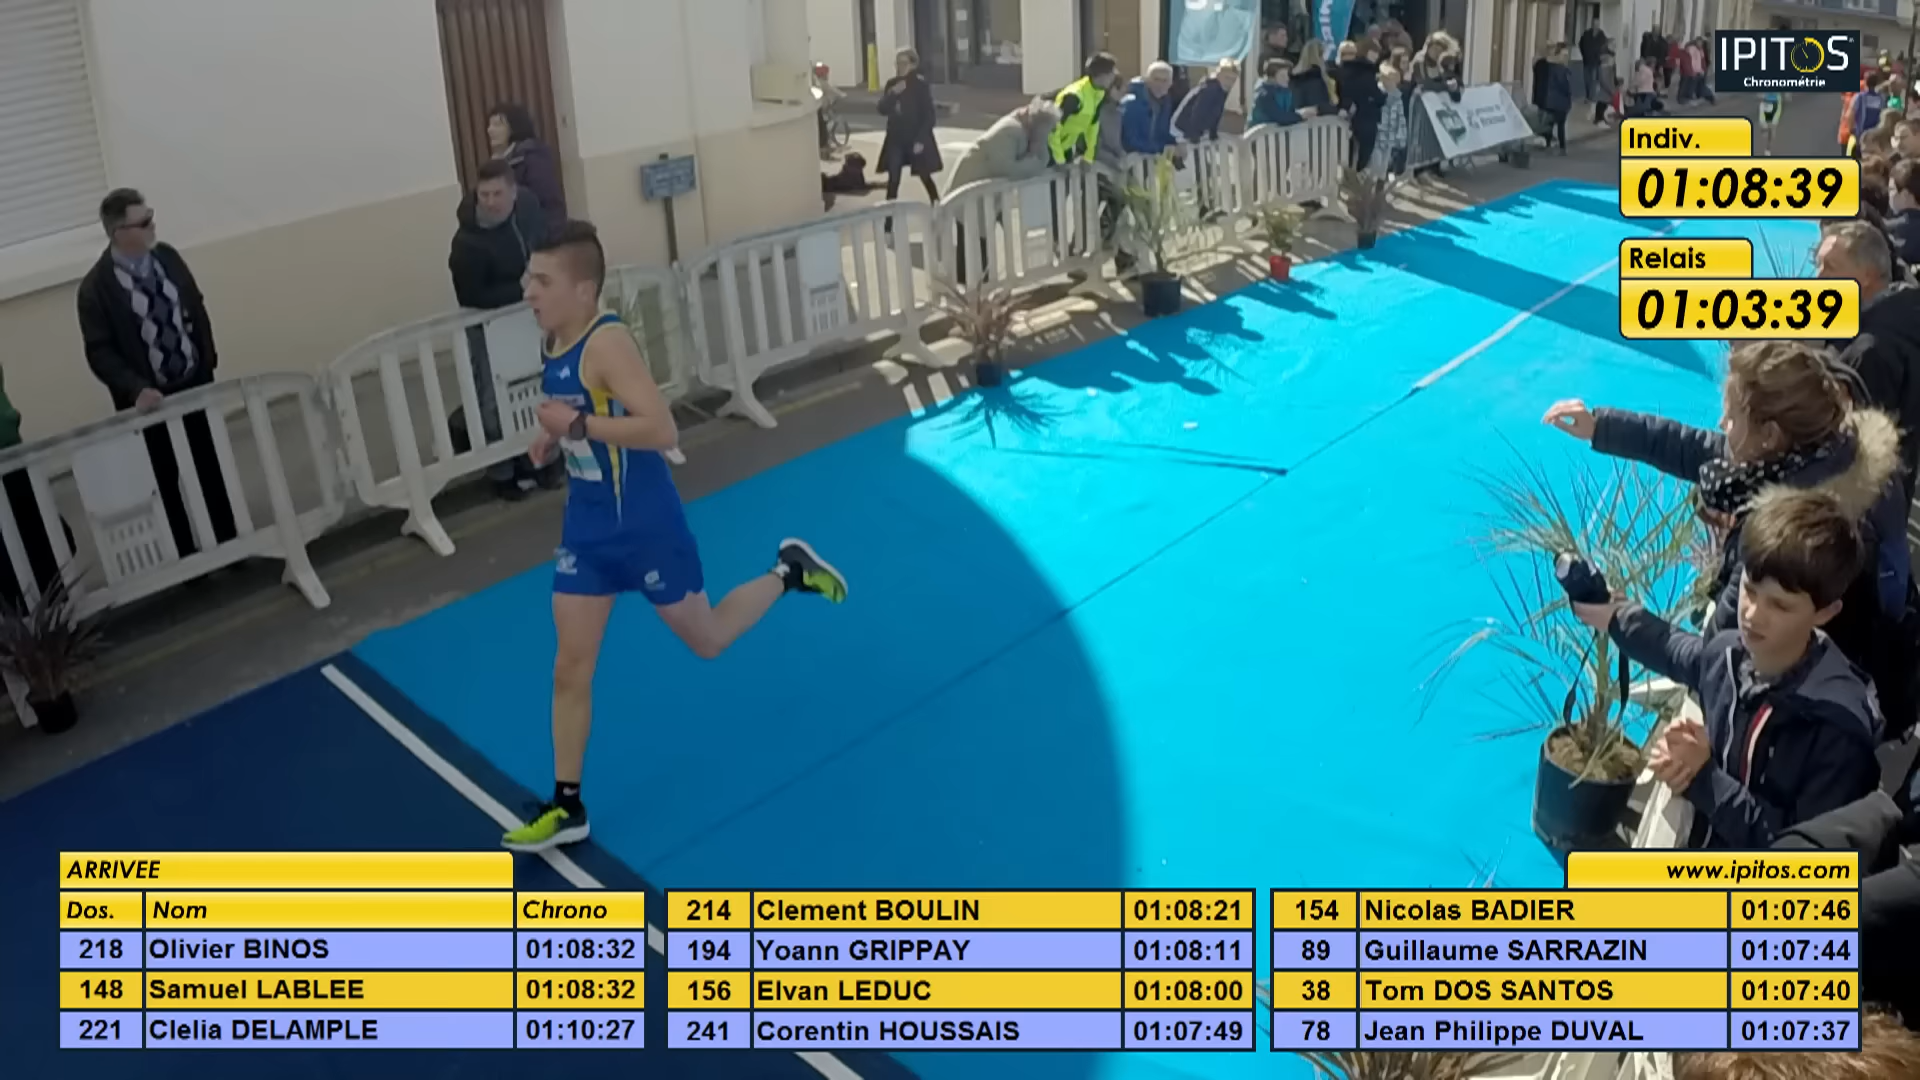 IPITOS
Chronométrie
Indiv.
01:08:39
Relais
01:03:39
ARRIVEE
www.ipitos.com
Dos. Nom Chrono
218 Olivier BINOS 01:08:32
148 Samuel LABLEE 01:08:32
221 Clelia DELAMPLE 01:10:27
214 Clement BOULIN 01:08:21
194 Yoann GRIPPAY 01:08:11
156 Elvan LEDUC 01:08:00
241 Corentin HOUSSAIS 01:07:49
154 Nicolas BADIER 01:07:46
89 Guillaume SARRAZIN 01:07:44
38 Tom DOS SANTOS 01:07:40
78 Jean Philippe DUVAL 01:07:37